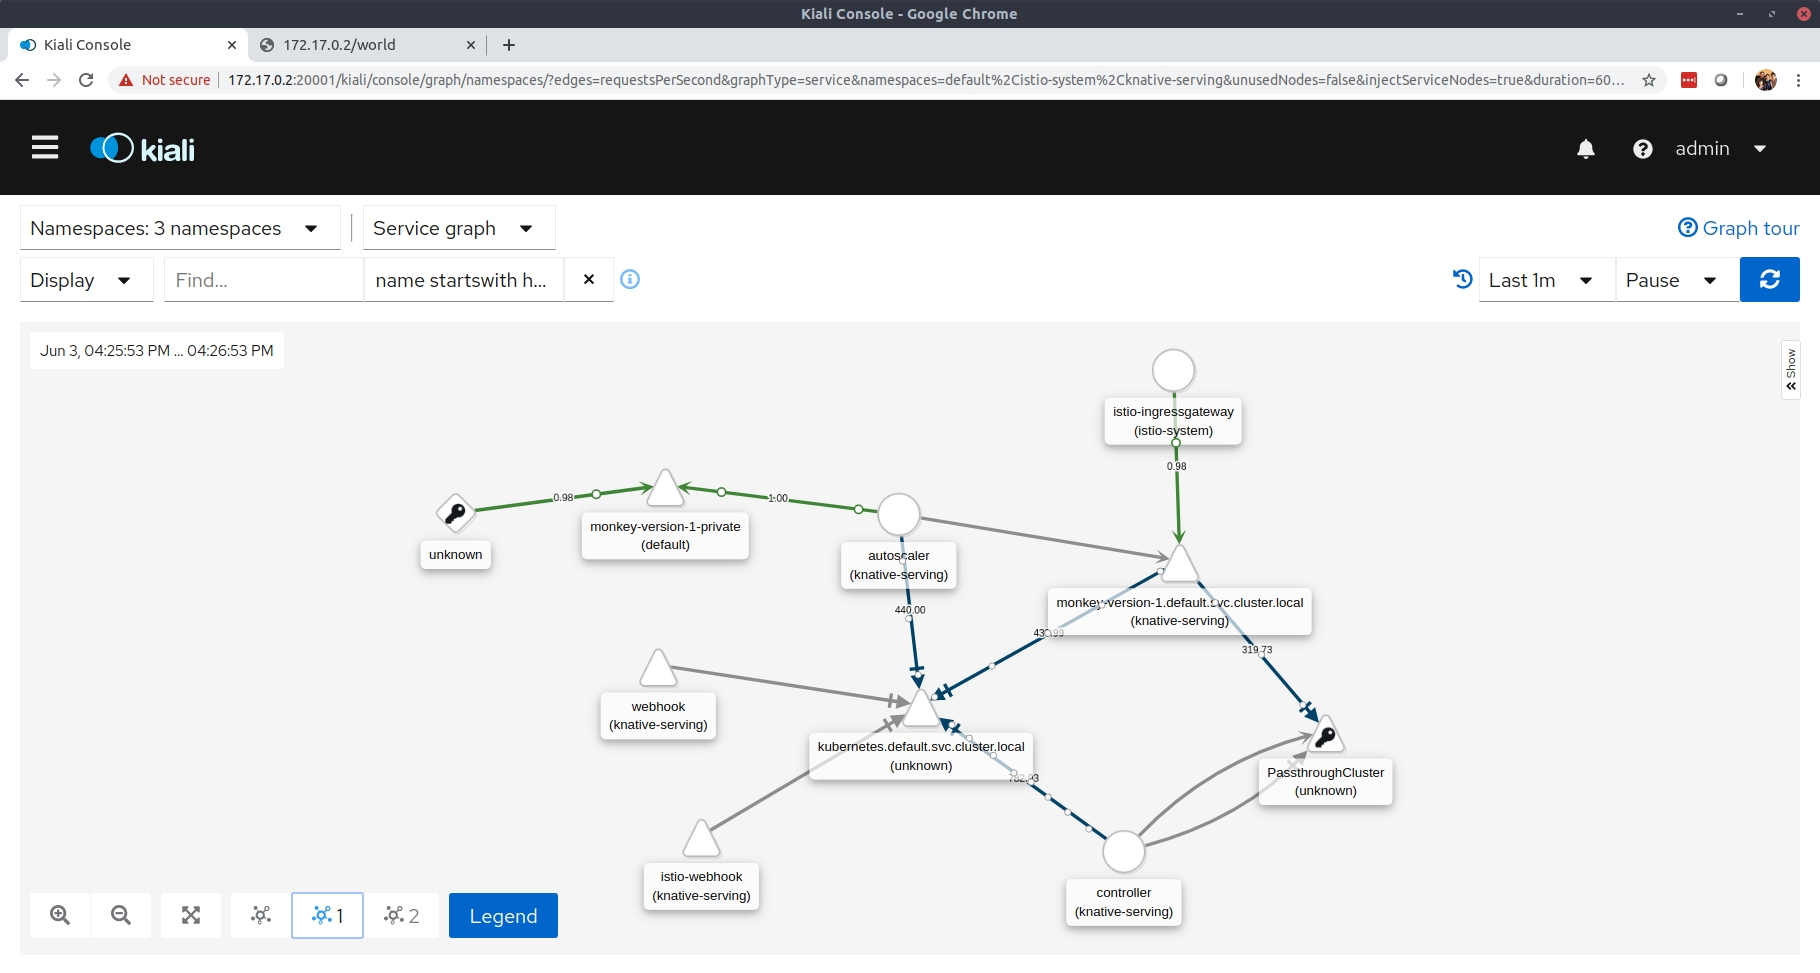 Kiali Console - Google Chrome
Kiali Console
172.17.0.2/world
Not secure
172.17.0.2:20001/kiali/console/graph/namespaces/?edges=requestsPerSecond&graphType=service&namespaces=default%2Cistio-system%2Cknative-serving&unusedNodes=false&injectServiceNodes=true&duration=60...
kiali
admin
Namespaces: 3 namespaces
Service graph
Graph tour
Display
Find...
name startswith h...
Last 1m
Pause
Jun 3, 04:25:53 PM ... 04:26:53 PM
Show
istio-ingressgateway
(istio-system)
0.98
0.98
1.00
monkey-version-1-private
(default)
unknown
autoscaler
(knative-serving)
440.00
monkey-version-1.default.svc.cluster.local
(knative-serving)
319.73
webhook
(knative-serving)
kubernetes.default.svc.cluster.local
(unknown)
PassthroughCluster
(unknown)
istio-webhook
(knative-serving)
controller
(knative-serving)
1
2
Legend